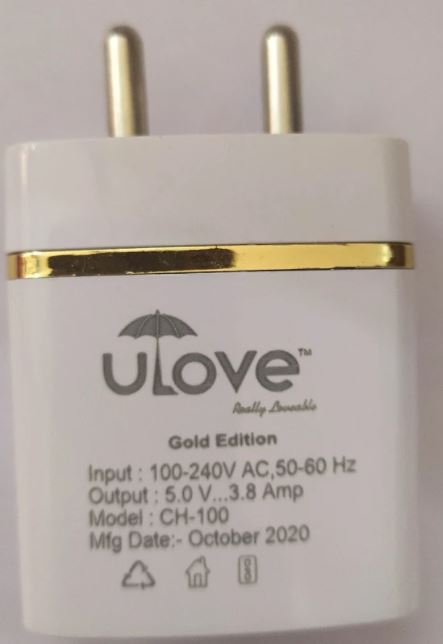 uLove™
Really Loveable
Gold Edition
Input : 100-240V AC,50-60 Hz
Output : 5.0 V...3.8 Amp
Model : CH-100
Mfg Date:- October 2020